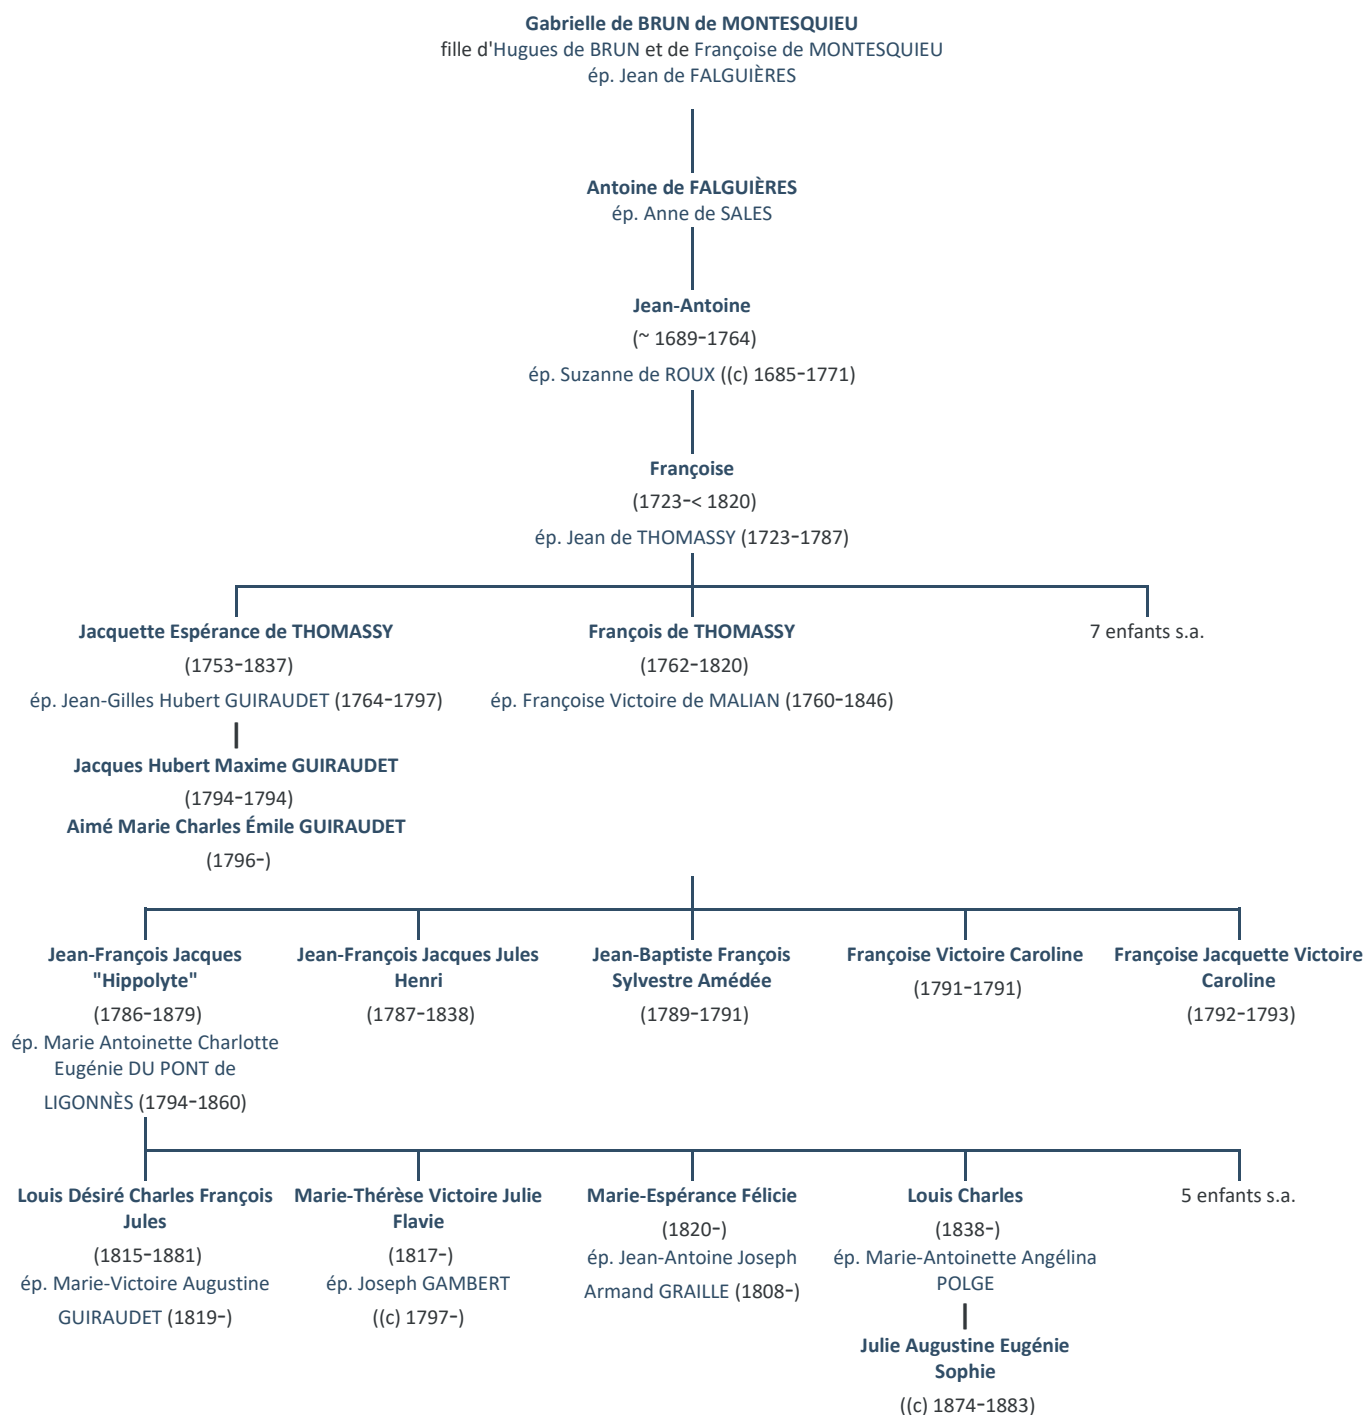 Gabrielle de BRUN de MONTESQUIEU
fille d'Hugues de BRUN et de Françoise de MONTESQUIEU
ép. Jean de FALGUIÈRES
Antoine de FALGUIÈRES
ép. Anne de SALES
Jean-Antoine
(~ 1689-1764)
ép. Suzanne de ROUX ((c) 1685-1771)
Françoise
(1723-< 1820)
ép. Jean de THOMASSY (1723-1787)
Jacquette Espérance de THOMASSY
(1753-1837)
ép. Jean-Gilles Hubert GUIRAUDET (1764-1797)
François de THOMASSY
(1762-1820)
ép. Françoise Victoire de MALIAN (1760-1846)
7 enfants s.a.
Jacques Hubert Maxime GUIRAUDET
(1794-1794)
Aimé Marie Charles Émile GUIRAUDET
(1796-)
Jean-François Jacques
"Hippolyte"
(1786-1879)
ép. Marie Antoinette Charlotte
Eugénie DU PONT de
LIGONNÈS (1794-1860)
Jean-François Jacques Jules
Henri
(1787-1838)
Jean-Baptiste François
Sylvestre Amédée
(1789-1791)
Françoise Victoire Caroline
(1791-1791)
Françoise Jacquette Victoire
Caroline
(1792-1793)
Louis Désiré Charles François
Jules
(1815-1881)
ép. Marie-Victoire Augustine
GUIRAUDET (1819-)
Marie-Thérèse Victoire Julie
Flavie
(1817-)
ép. Joseph GAMBERT
((c) 1797-)
Marie-Espérance Félicie
(1820-)
ép. Jean-Antoine Joseph
Armand GRAILLE (1808-)
Louis Charles
(1838-)
ép. Marie-Antoinette Angélina
POLGE
5 enfants s.a.
Julie Augustine Eugénie
Sophie
((c) 1874-1883)